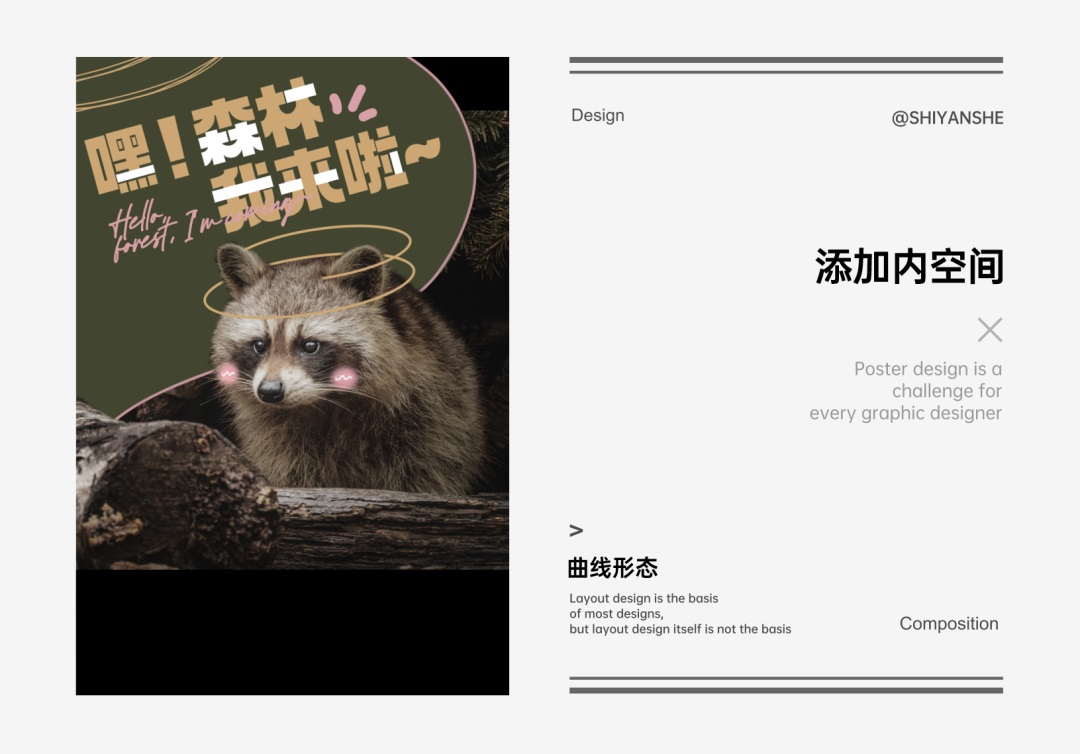 嘿！森林
我来啦~
Hello,
forest, I'm coming
Design
@SHIYANSHE
添加内空间
Poster design is a
challenge for
every graphic designer
>
曲线形态
Layout design is the basis
of most designs,
but layout design itself is not the basis
Composition